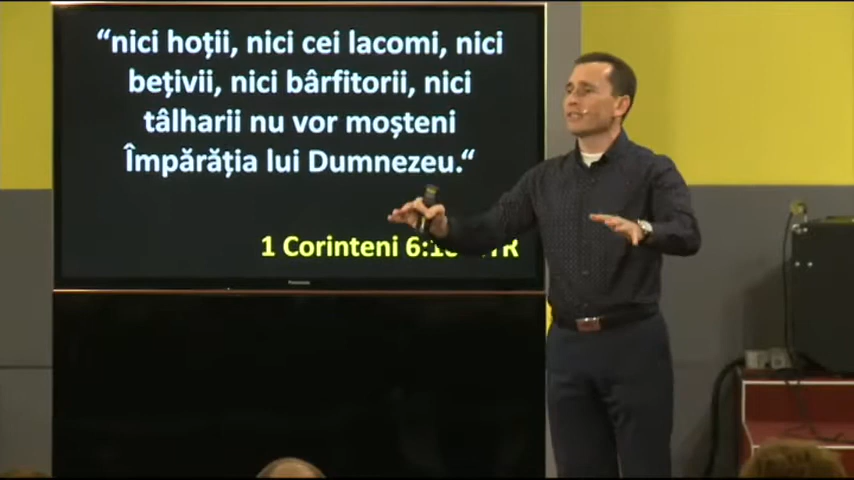 “nici hoții, nici cei lacomi, nici
bețivii, nici bârfitorii, nici
tâlharii nu vor moșteni
Împărăția lui Dumnezeu.“
1 Corinteni
Panasonic